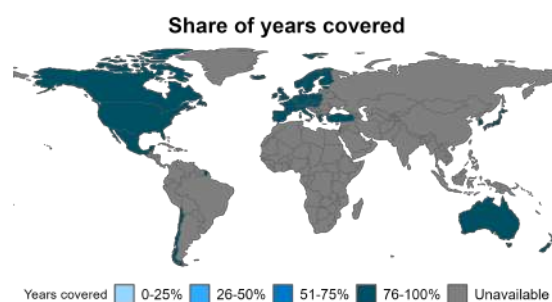 Share of years covered
Years covered 0-25% 26-50% 51-75% 76-100% Unavailable